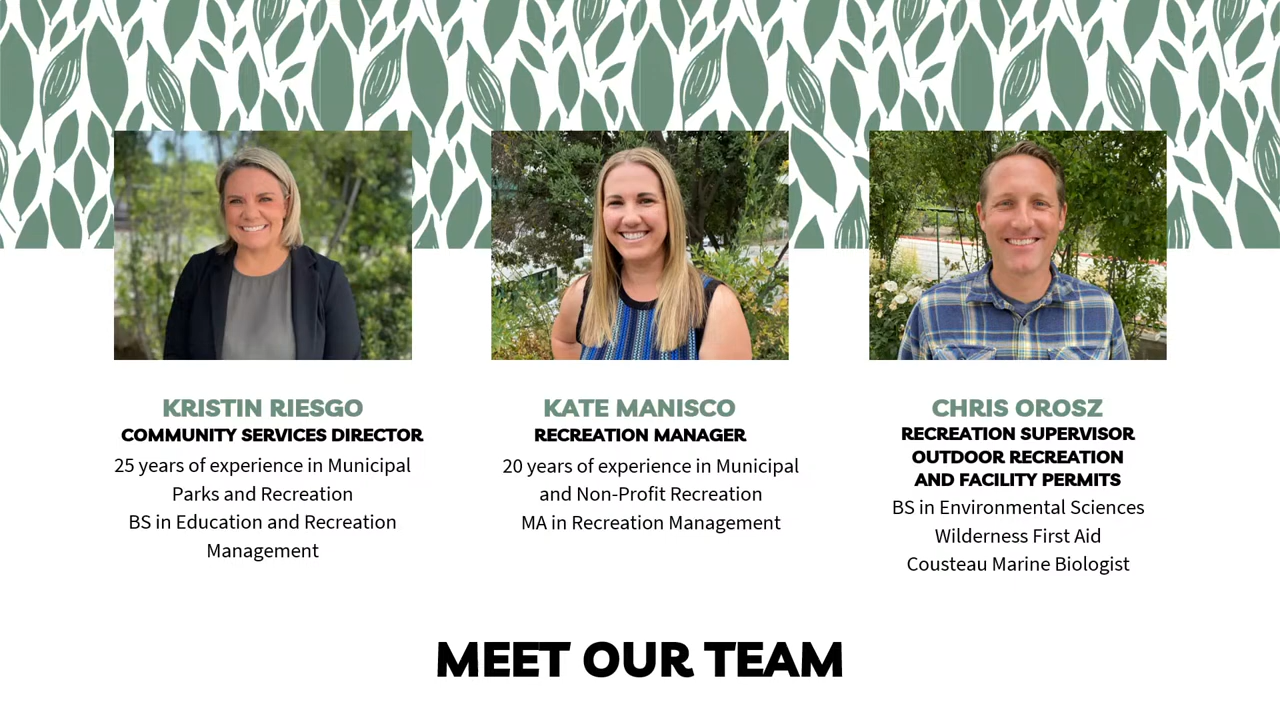 KRISTIN RIESGO
COMMUNITY SERVICES DIRECTOR
25 years of experience in Municipal
Parks and Recreation
BS in Education and Recreation
Management
KATE MANISCO
RECREATION MANAGER
20 years of experience in Municipal
and Non-Profit Recreation
MA in Recreation Management
CHRIS OROSZ
RECREATION SUPERVISOR
OUTDOOR RECREATION
AND FACILITY PERMITS
BS in Environmental Sciences
Wilderness First Aid
Cousteau Marine Biologist
MEET OUR TEAM